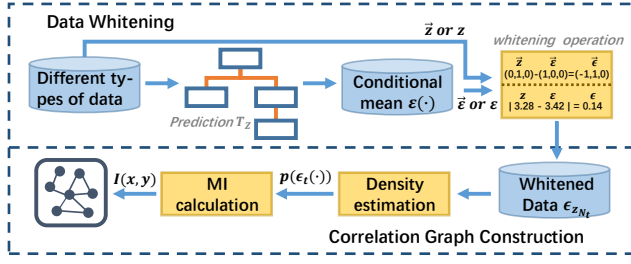 Data Whitening
z⃗ or z
whitening operation
Different ty-
pes of data
Prediction T_Z
Conditional
mean ε(·)
ε⃗ or ε
z⃗ ε⃗ ϵ⃗
(0,1,0)-(1,0,0)=(-1,1,0)
z ε ϵ
| 3.28 - 3.42 | = 0.14
I(x, y)
MI
calculation
p(ϵ_t(·))
Density
estimation
Whitened
Data ϵ_{z_{N_t}}
Correlation Graph Construction